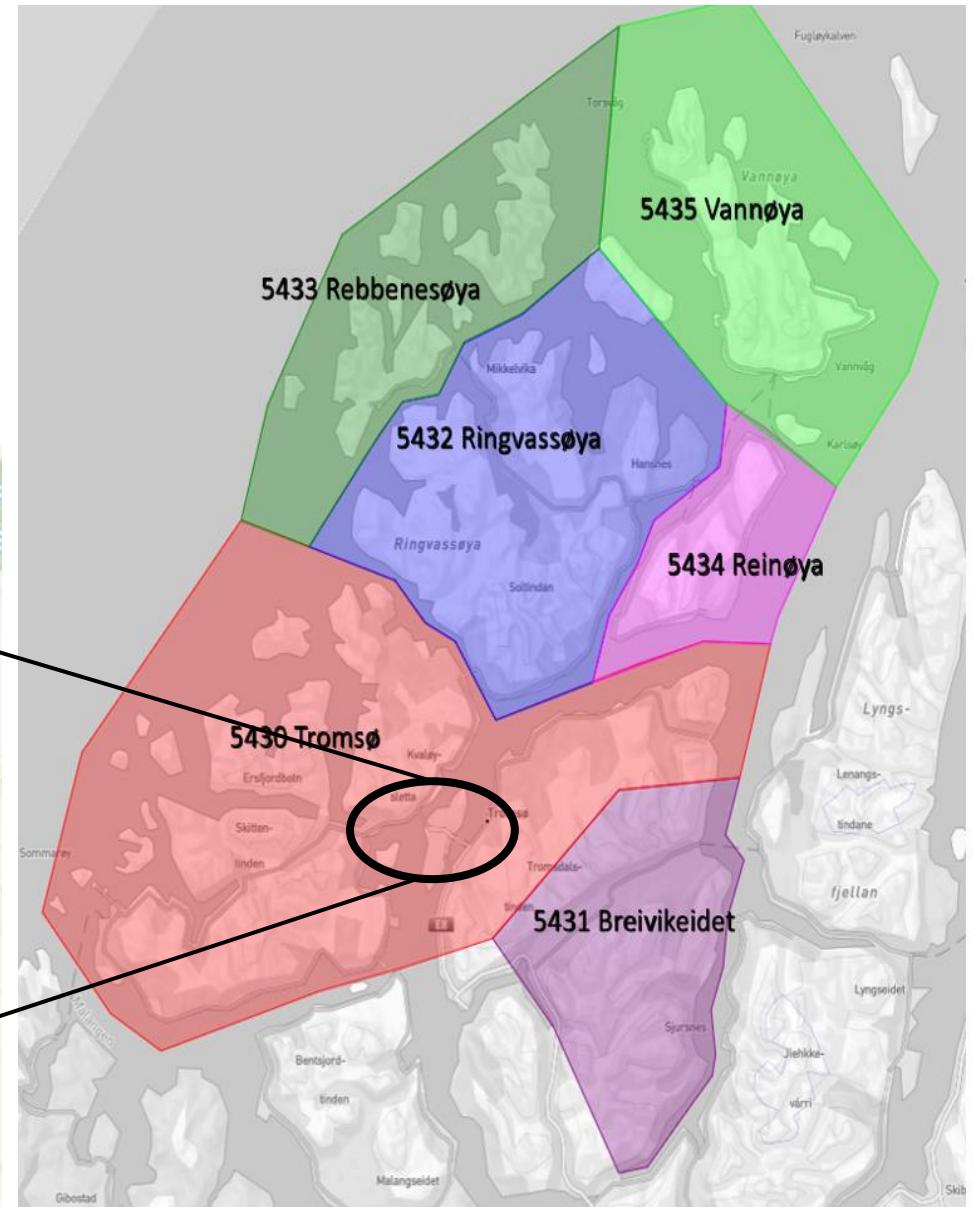 Fugløykalven
Torsvåg
Vannøya
5435 Vannøya
5433 Rebbenesøya
Mikkelvika
Vannvåg
5432 Ringvassøya
Hansnes
Karlsøy
Ringvassøya
5434 Reinøya
Soltindan
Lyngs-
5430 Tromsø
Kvaløy-
sletta
Ersfjordbotn
Lenangs-
tindane
Skitten-
tinden
Tromsø
Sommarøy
Tromsdals-
tinden
fjellan
5431 Breivikeidet
E8
Lyngseidet
Malangen
Sjursnes
Bentsjord-
tinden
Jiehkke-
várri
Malangseidet
Gibostad
Skib